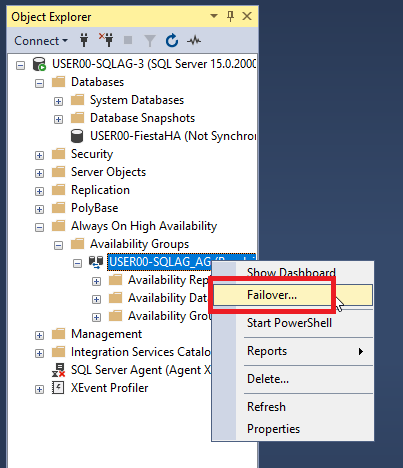 Object Explorer
Connect
USER00-SQLAG-3 (SQL Server 15.0.2000
Databases
System Databases
Database Snapshots
USER00-FiestaHA (Not Synchron
Security
Server Objects
Replication
PolyBase
Always On High Availability
Availability Groups
USER00-SQLAG_AG
Show Dashboard
Availability Rep
Failover...
Availability Dat
Availability Grou
Start PowerShell
Management
Integration Services Catalo
Reports
SQL Server Agent (Agent X
Delete...
XEvent Profiler
Refresh
Properties